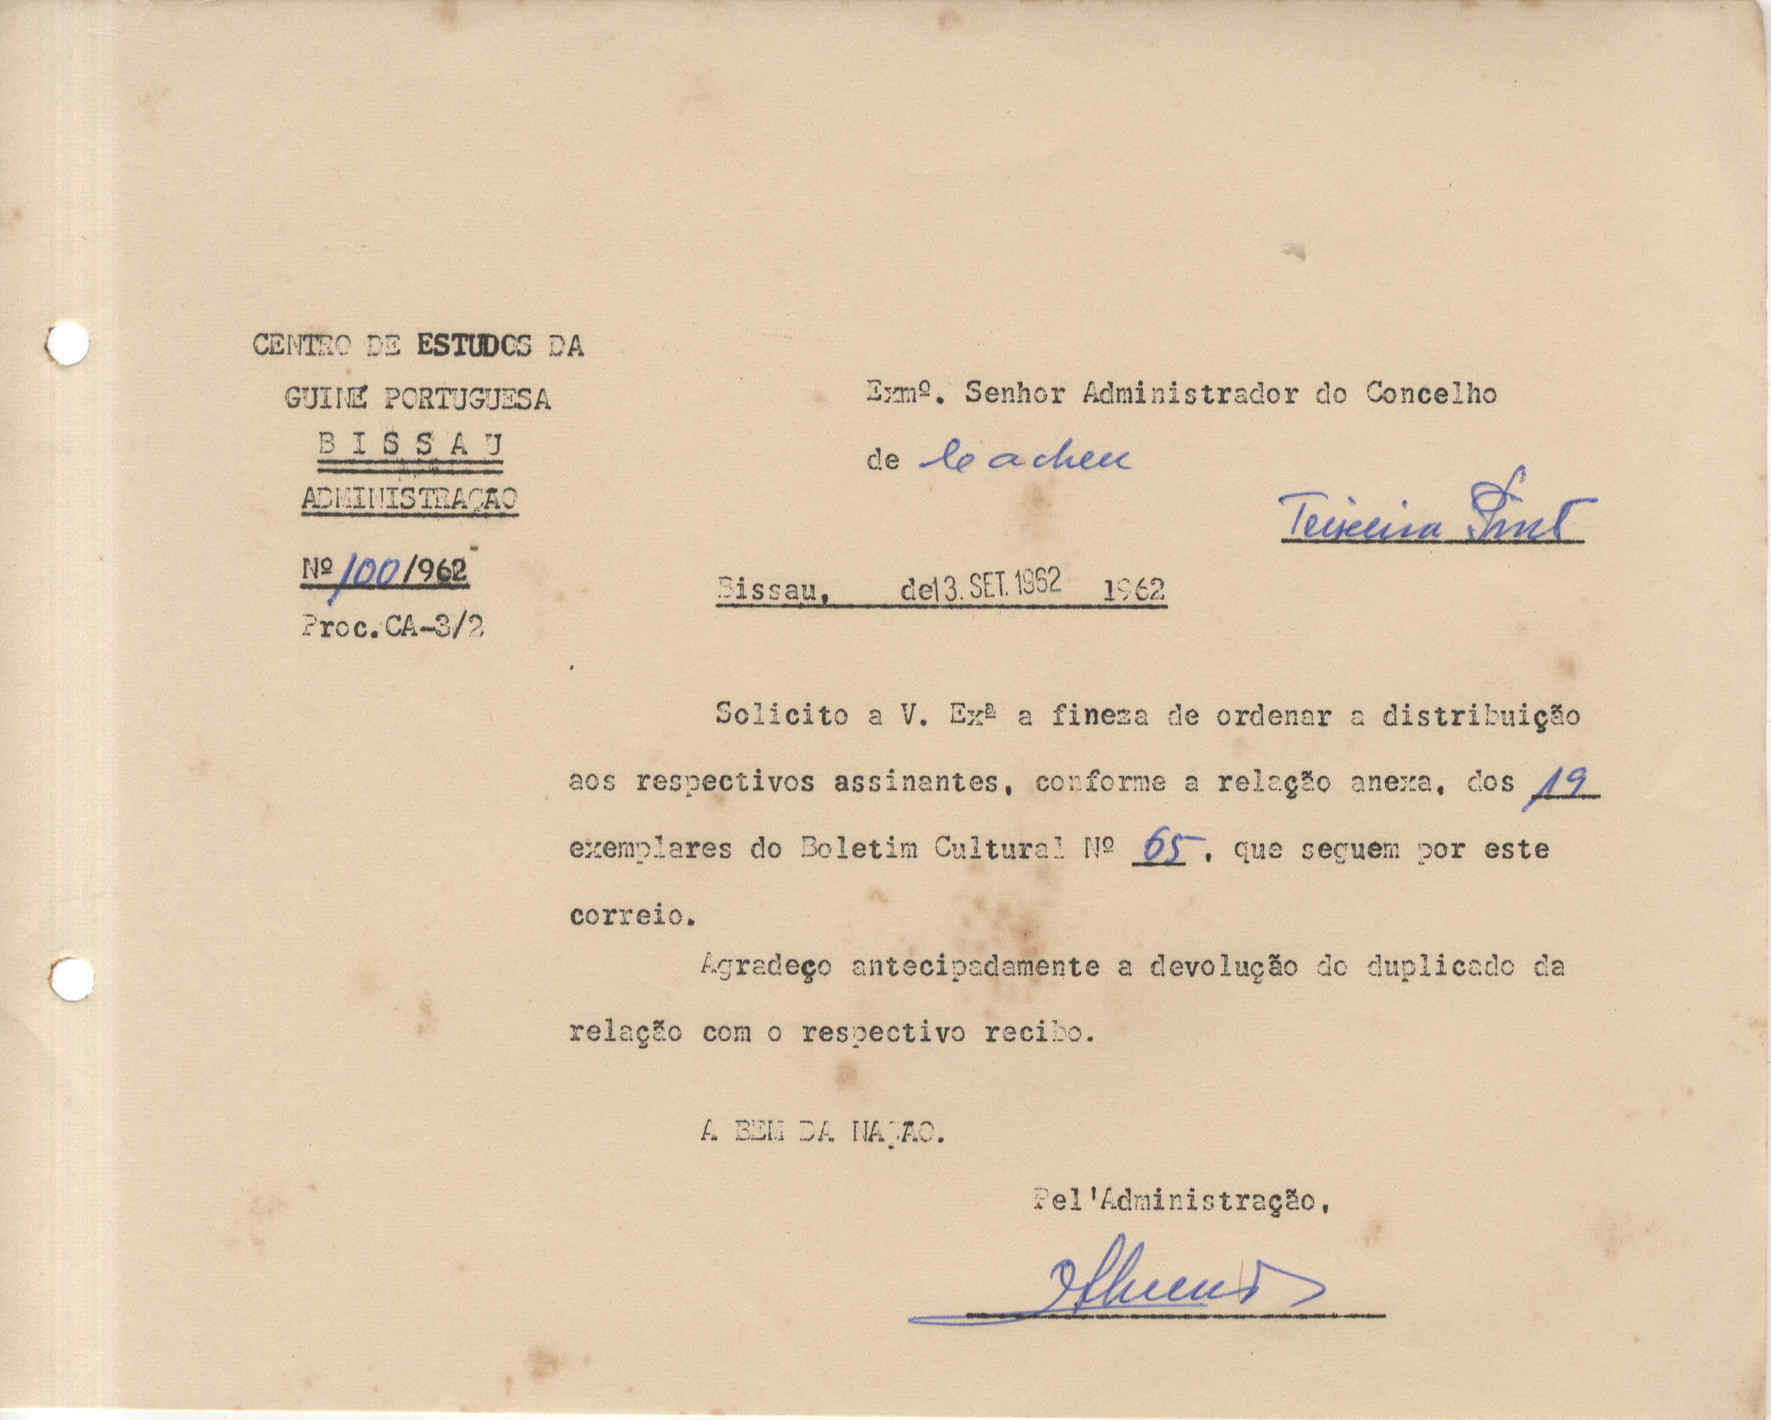 CENTRO DE ESTUDOS DA
GUINÉ PORTUGUESA
BISSAU
ADMINISTRAÇÃO
Nº 100/962
Proc.CA-3/2
Exmº. Senhor Administrador do Concelho
de Cacheu
Teixeira Pinto
Bissau, de 13. SET. 1962 1962
Solicito a V. Exª a fineza de ordenar a distribuição
aos respectivos assinantes, conforme a relação anexa, dos 19
exemplares do Boletim Cultural Nº 65, que seguem por este
correio.
Agradeço antecipadamente a devolução do duplicado da
relação com o respectivo recibo.
A BEM DA NAÇÃO.
Pel'Administração,